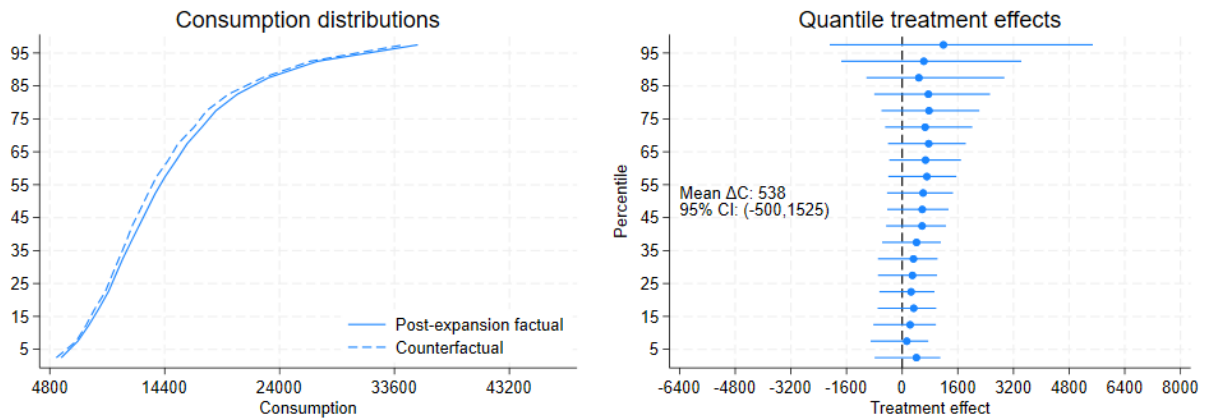 Consumption distributions
95
85
75
65
55
45
35
25
15
5
Post-expansion factual
Counterfactual
4800 14400 24000 33600 43200
Consumption
Quantile treatment effects
Percentile
95
85
75
65
55
45
35
25
15
5
Mean ΔC: 538
95% CI: (-500,1525)
-6400 -4800 -3200 -1600 0 1600 3200 4800 6400 8000
Treatment effect